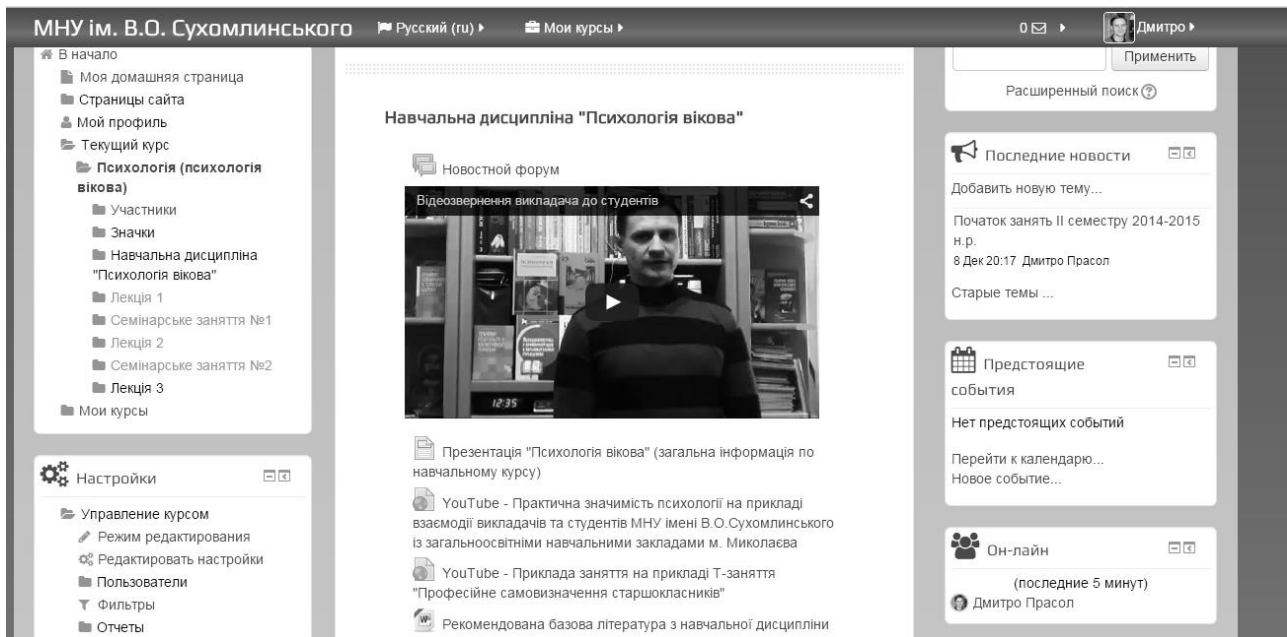 МНУ ім. В.О. Сухомлинського
Русский (ru)
Мои курсы
0
Дмитро
В начало
Моя домашняя страница
Страницы сайта
Мой профиль
Текущий курс
Психология (психологія
вікова)
Участники
Значки
Навчальна дисципліна
"Психологія вікова"
Лекція 1
Семінарське заняття №1
Лекція 2
Семінарське заняття №2
Лекція 3
Мои курсы
Настройки
Управление курсом
Режим редактирования
Редактировать настройки
Пользователи
Фильтры
Отчеты
Навчальна дисципліна "Психологія вікова"
Новостной форум
Відеозвернення викладача до студентів
12:35
Презентація "Психологія вікова" (загальна інформація по
навчальному курсу)
YouTube - Практична значимість психології на прикладі
взаємодії викладачів та студентів МНУ імені В.О.Сухомлинського
із загальноосвітніми навчальними закладами м. Миколаєва
YouTube - Приклада заняття на прикладі Т-заняття
"Професійне самовизначення старшокласників"
Рекомендована базова література з навчальної дисципліни
Применить
Расширенный поиск
Последние новости
Добавить новую тему...
Початок занять ІІ семестру 2014-2015
н.р.
8 Дек 20:17 Дмитро Прасол
Старые темы ...
Предстоящие
события
Нет предстоящих событий
Перейти к календарю...
Новое событие...
Он-лайн
(последние 5 минут)
Дмитро Прасол